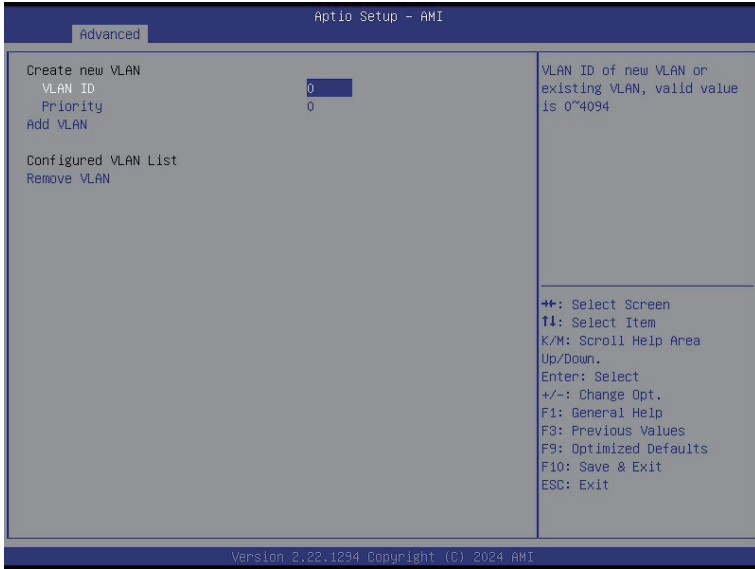 Aptio Setup – AMI
Advanced
Create new VLAN
VLAN ID 0
Priority 0
Add VLAN
Configured VLAN List
Remove VLAN
VLAN ID of new VLAN or
existing VLAN, valid value
is 0~4094
→←: Select Screen
↑↓: Select Item
K/M: Scroll Help Area
Up/Down.
Enter: Select
+/-: Change Opt.
F1: General Help
F3: Previous Values
F9: Optimized Defaults
F10: Save & Exit
ESC: Exit
Version 2.22.1294 Copyright (C) 2024 AMI